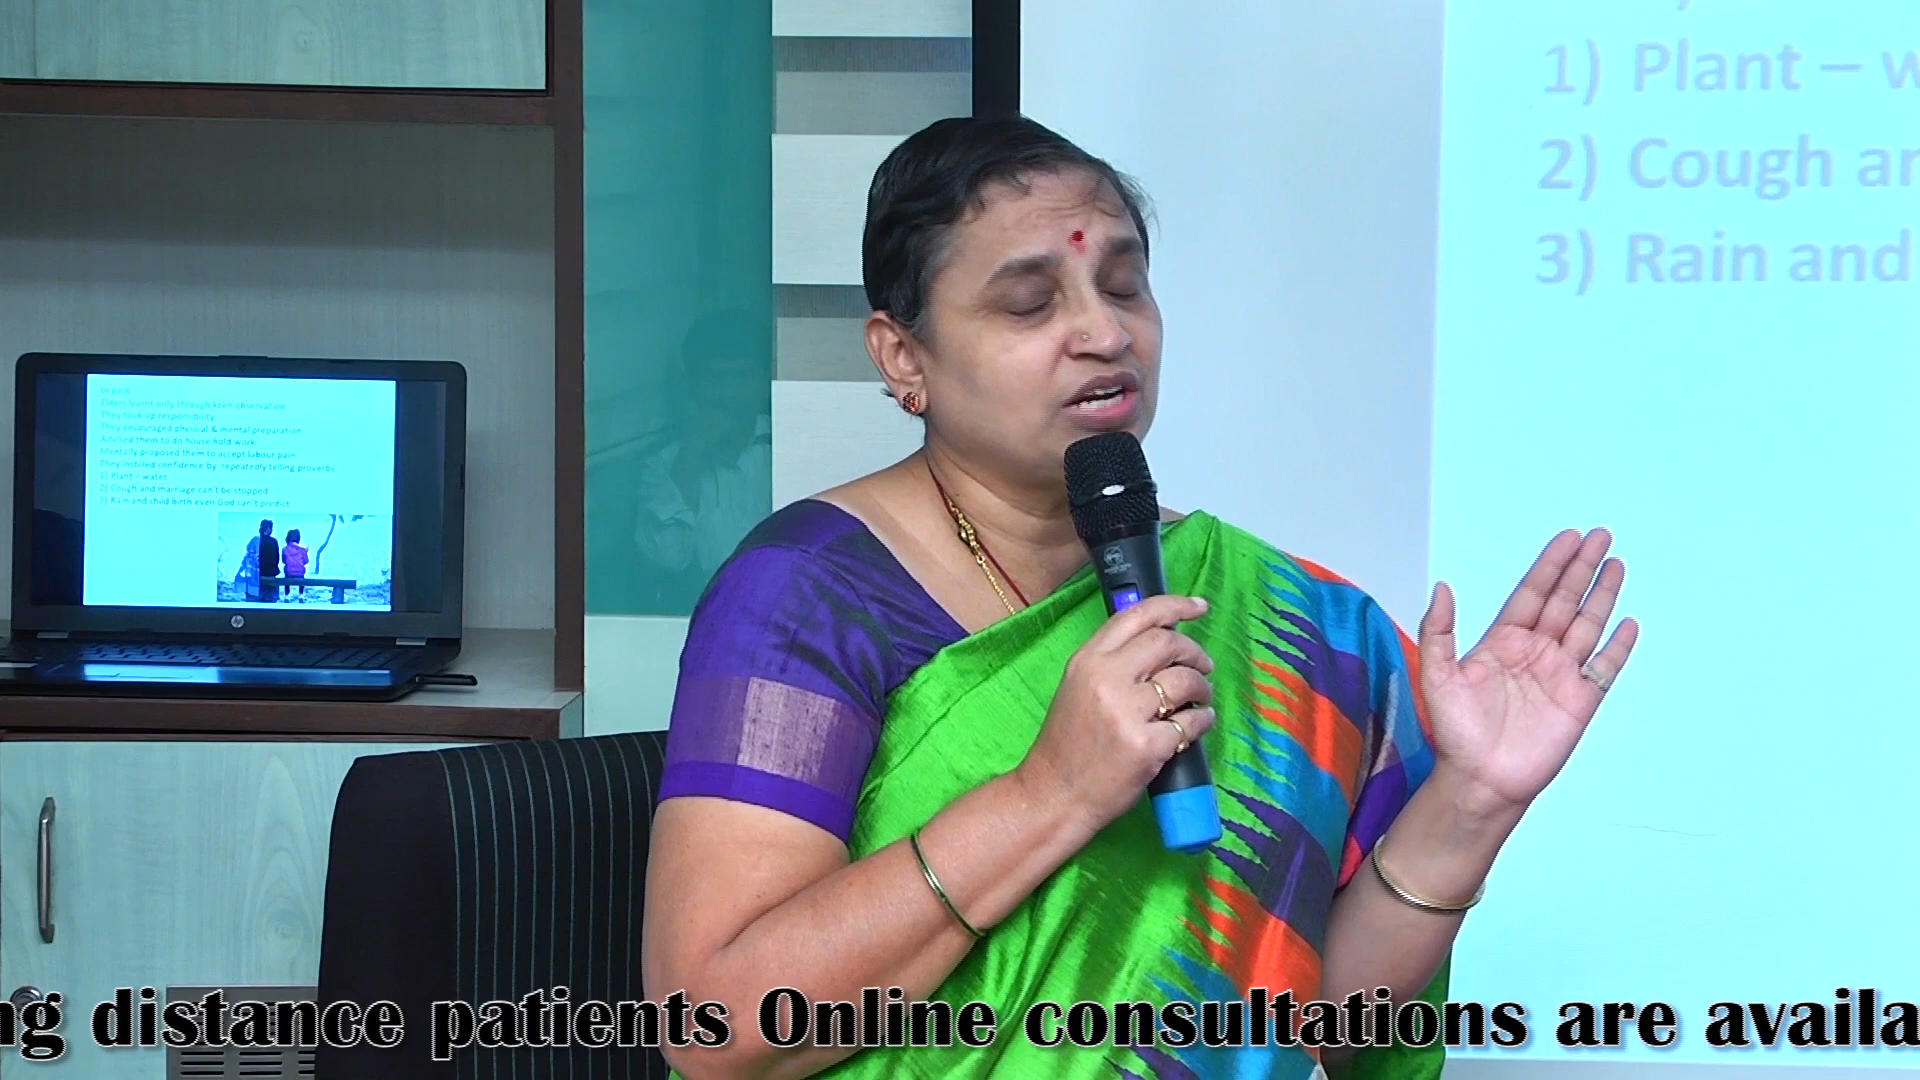 In past
Elders learnt only through keen observation
They took up responsibility
They encouraged physical & mental preparation
Advised them to do house hold work
Mentally proposed them to accept labour pain
They instilled confidence by repeatedly telling proverbs
1) Plant – water
2) Cough and marriage can't be stopped
3) Rain and child birth even God can't predict
hp
1) Plant – w
2) Cough an
3) Rain and
ng distance patients Online consultations are availa